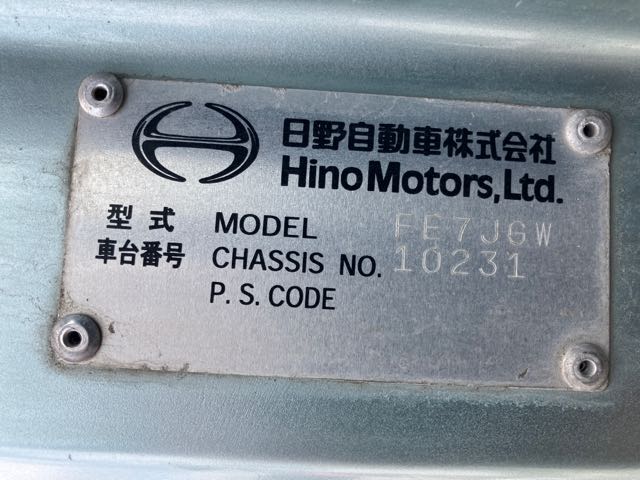 日野自動車株式会社
Hino Motors, Ltd.
型式 MODEL FE7JGW
車台番号 CHASSIS NO. 10231
P. S. CODE